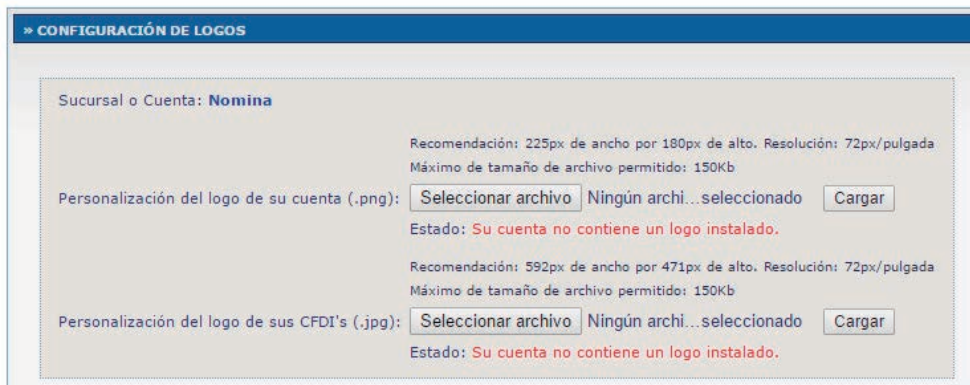 » CONFIGURACIÓN DE LOGOS
Sucursal o Cuenta: Nomina
Recomendación: 225px de ancho por 180px de alto. Resolución: 72px/pulgada
Máximo de tamaño de archivo permitido: 150Kb
Personalización del logo de su cuenta (.png): Seleccionar archivo Ningún archi...seleccionado Cargar
Estado: Su cuenta no contiene un logo instalado.
Recomendación: 592px de ancho por 471px de alto. Resolución: 72px/pulgada
Máximo de tamaño de archivo permitido: 150Kb
Personalización del logo de sus CFDI's (.jpg): Seleccionar archivo Ningún archi...seleccionado Cargar
Estado: Su cuenta no contiene un logo instalado.